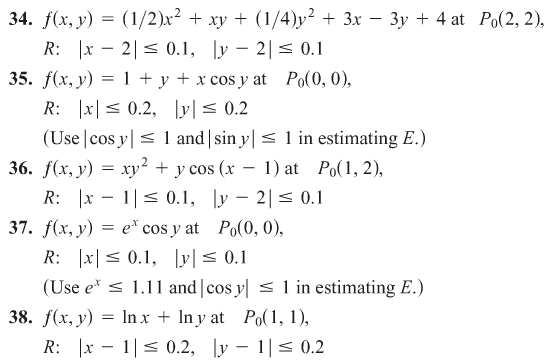 34. f(x, y) = (1/2)x² + xy + (1/4)y² + 3x − 3y + 4 at P₀(2, 2),
R: |x − 2| ≤ 0.1, |y − 2| ≤ 0.1
35. f(x, y) = 1 + y + x cos y at P₀(0, 0),
R: |x| ≤ 0.2, |y| ≤ 0.2
(Use |cos y| ≤ 1 and |sin y| ≤ 1 in estimating E.)
36. f(x, y) = xy² + y cos (x − 1) at P₀(1, 2),
R: |x − 1| ≤ 0.1, |y − 2| ≤ 0.1
37. f(x, y) = eˣ cos y at P₀(0, 0),
R: |x| ≤ 0.1, |y| ≤ 0.1
(Use eˣ ≤ 1.11 and |cos y| ≤ 1 in estimating E.)
38. f(x, y) = ln x + ln y at P₀(1, 1),
R: |x − 1| ≤ 0.2, |y − 1| ≤ 0.2